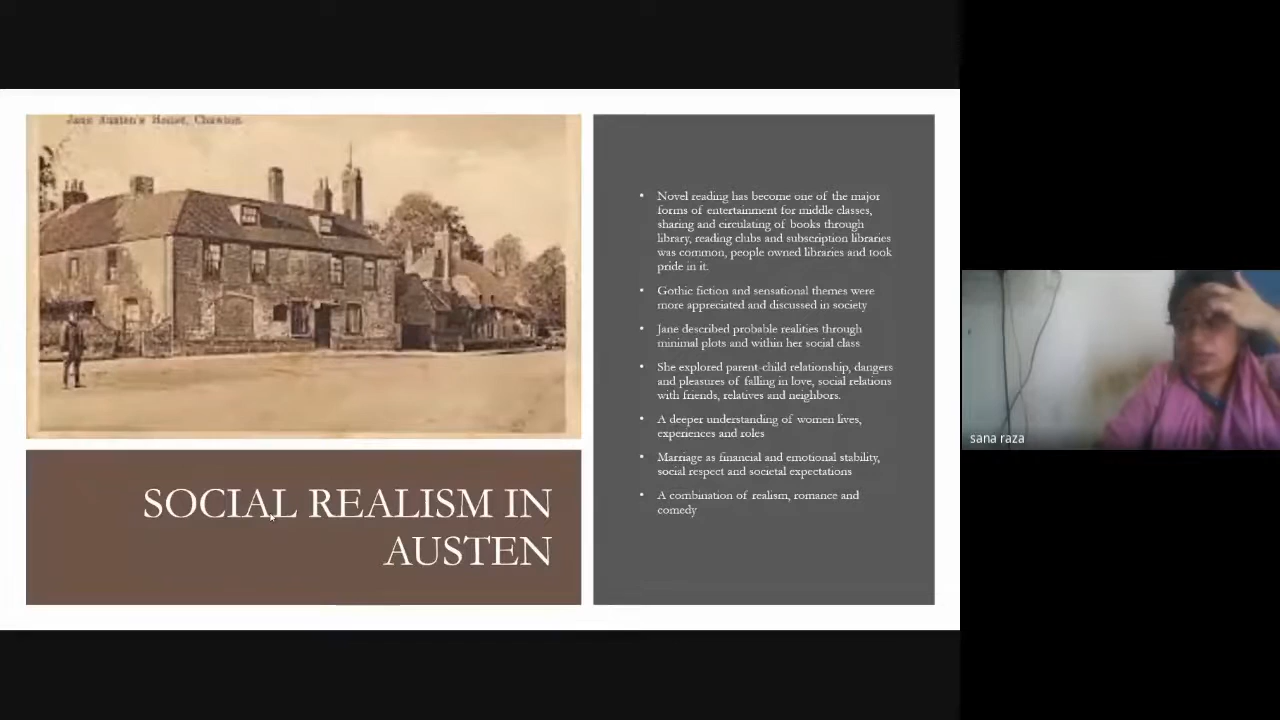 Jane Austen's House, Chawton
SOCIAL REALISM IN
AUSTEN
• Novel reading has become one of the major
forms of entertainment for middle classes,
sharing and circulating of books through
library, reading clubs and subscription libraries
was common, people owned libraries and took
pride in it.
• Gothic fiction and sensational themes were
more appreciated and discussed in society
• Jane described probable realities through
minimal plots and within her social class
• She explored parent-child relationship, dangers
and pleasures of falling in love, social relations
with friends, relatives and neighbors.
• A deeper understanding of women lives,
experiences and roles
• Marriage as financial and emotional stability,
social respect and societal expectations
• A combination of realism, romance and
comedy
sana raza